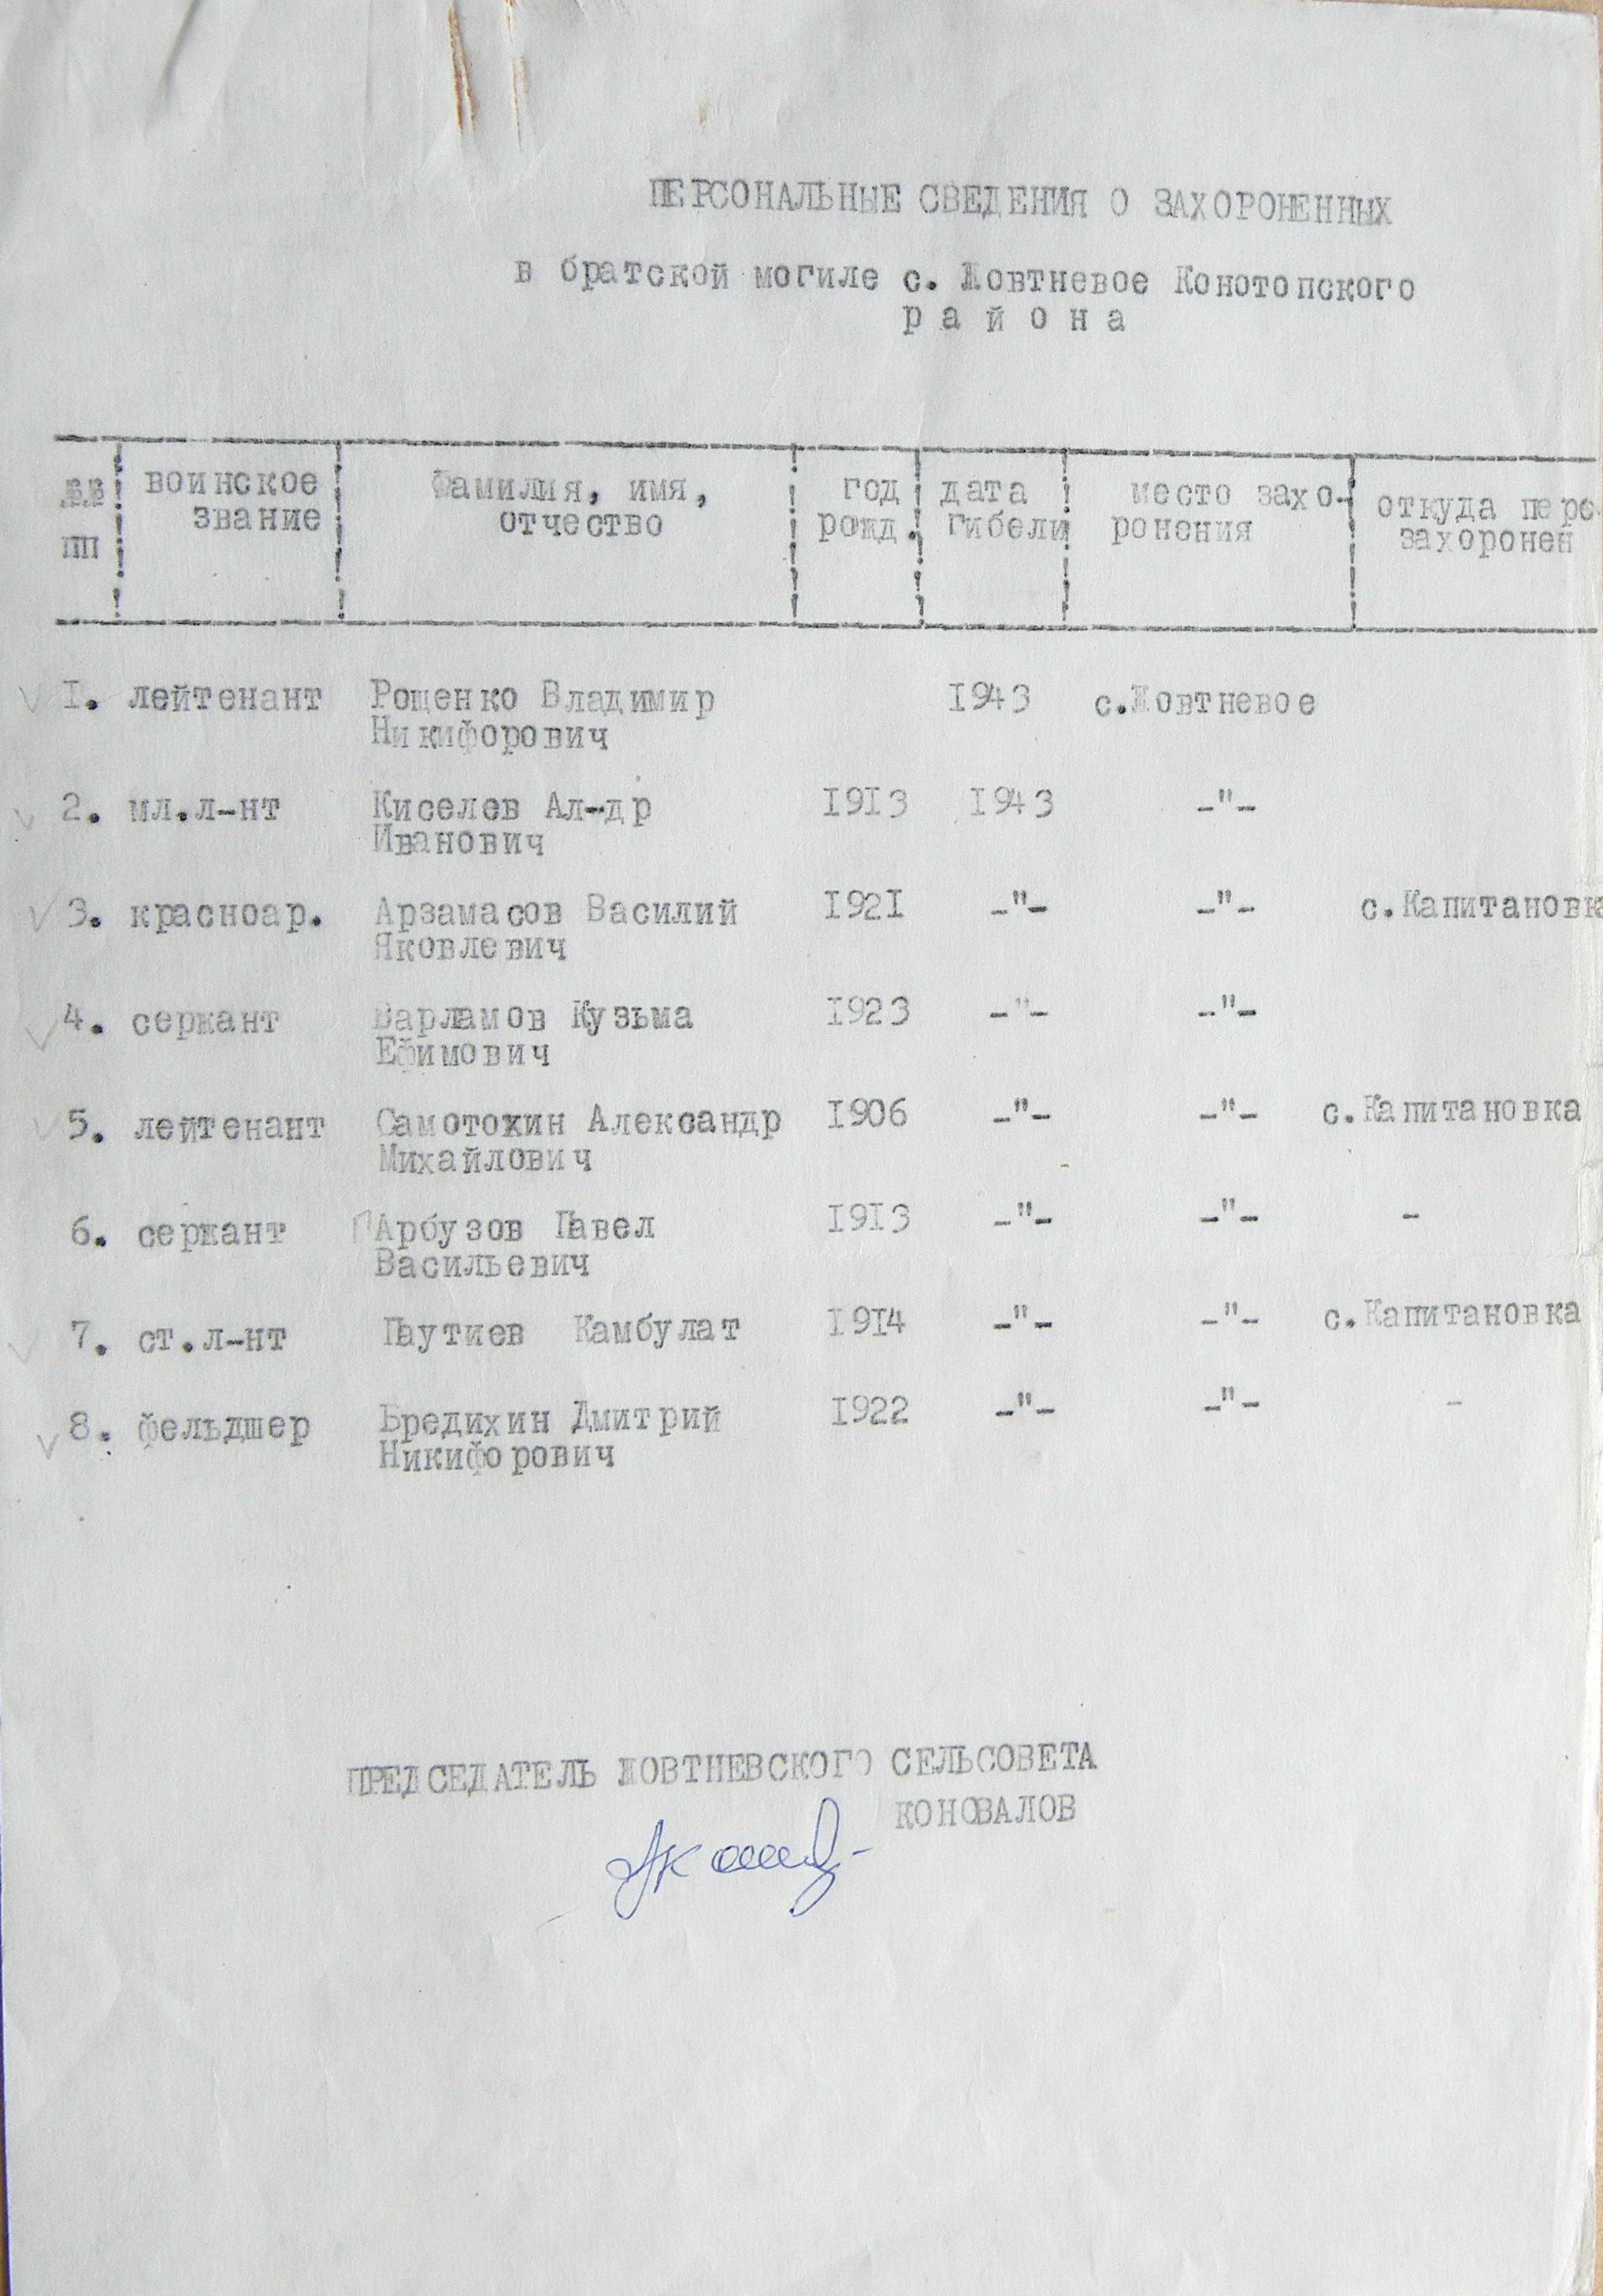 ПЕРСОНАЛЬНЫЕ СВЕДЕНИЯ О ЗАХОРОНЕННЫХ
в братской могиле с. Жовтневое Конотопского
района
№№ пп воинское звание Фамилия, имя, отчество год рожд. дата гибели место захоронения откуда пере захоронен
1. лейтенант Рощенко Владимир 1943 с.Жовтневое
Никифорович
2. мл.л-нт Киселев Ал-др 1913 1943 -"-
Иванович
3. красноар. Арзамасов Василий 1921 -"- -"- с.Капитановк
Яковлевич
4. сержант Варламов Кузьма 1923 -"- -"-
Ефимович
5. лейтенант Самотохин Александр 1906 -"- -"- с.Капитановка
Михайлович
6. сержант Арбузов Павел 1913 -"- -"- -
Васильевич
7. ст.л-нт Паутиев Камбулат 1914 -"- -"- с.Капитановка
8. фельдшер Бредихин Дмитрий 1922 -"- -"- -
Никифорович
ПРЕДСЕДАТЕЛЬ ЖОВТНЕВСКОГО СЕЛЬСОВЕТА
КОНОВАЛОВ